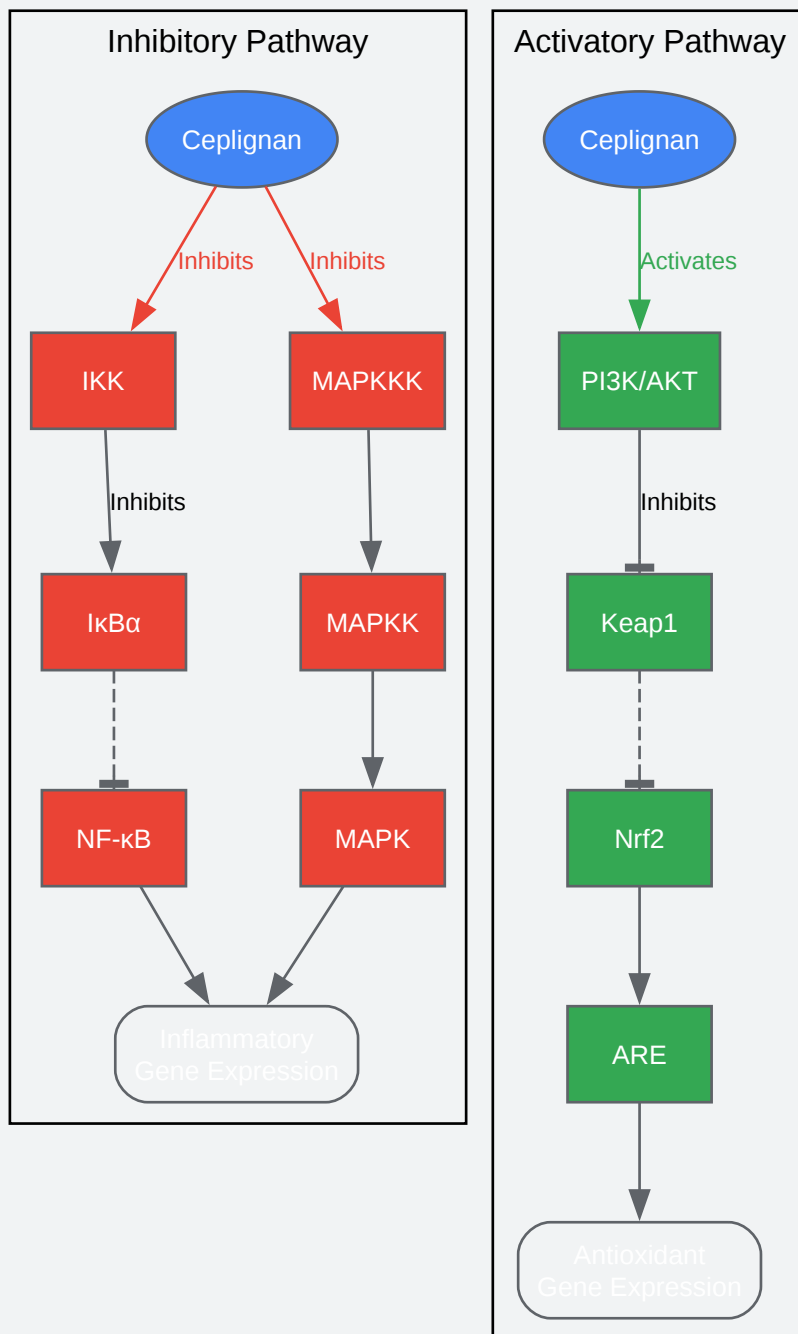 Inhibitory Pathway
Ceplignan
Inhibits
Inhibits
IKK
MAPKKK
Inhibits
IκBα
MAPKK
NF-κB
MAPK
Inflammatory
Gene Expression
Activatory Pathway
Ceplignan
Activates
PI3K/AKT
Inhibits
Keap1
Nrf2
ARE
Antioxidant
Gene Expression